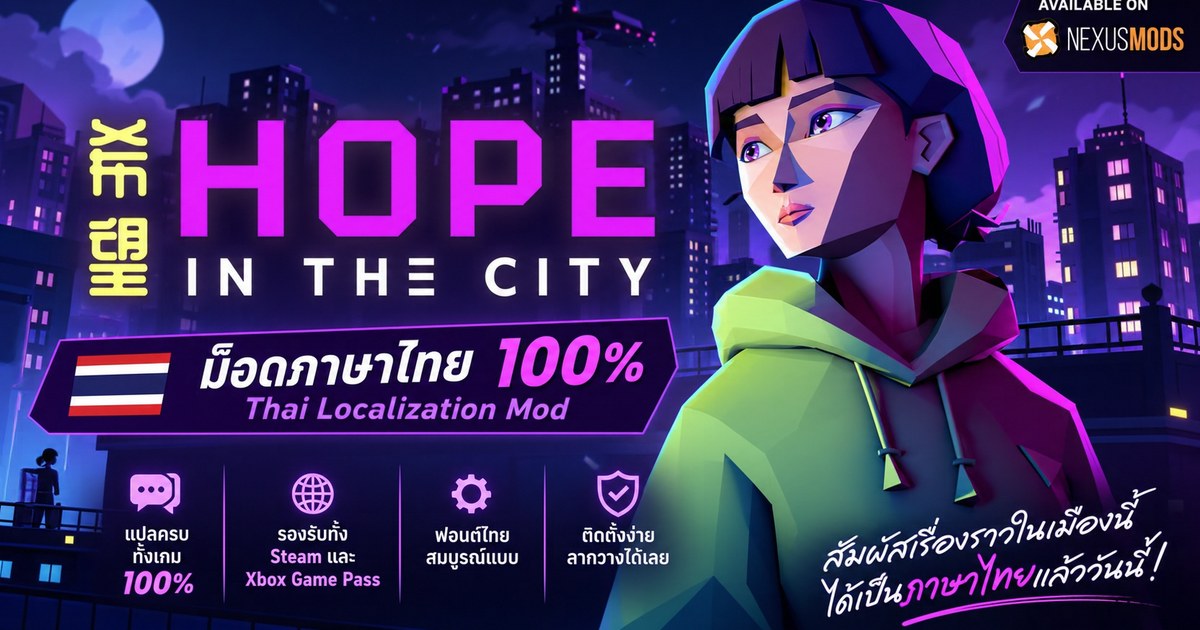 AVAILABLE ON
NEXUSMODS
希望
HOPE
IN THE CITY
ม็อดภาษาไทย 100%
Thai Localization Mod
แปลครบ
ทั้งเกม
100%
รองรับทั้ง
Steam และ
Xbox Game Pass
ฟอนต์ไทย
สมบูรณ์แบบ
ติดตั้งง่าย
ลากวางได้เลย
สัมผัสเรื่องราวในเมืองนี้
ได้เป็นภาษาไทยแล้ววันนี้!